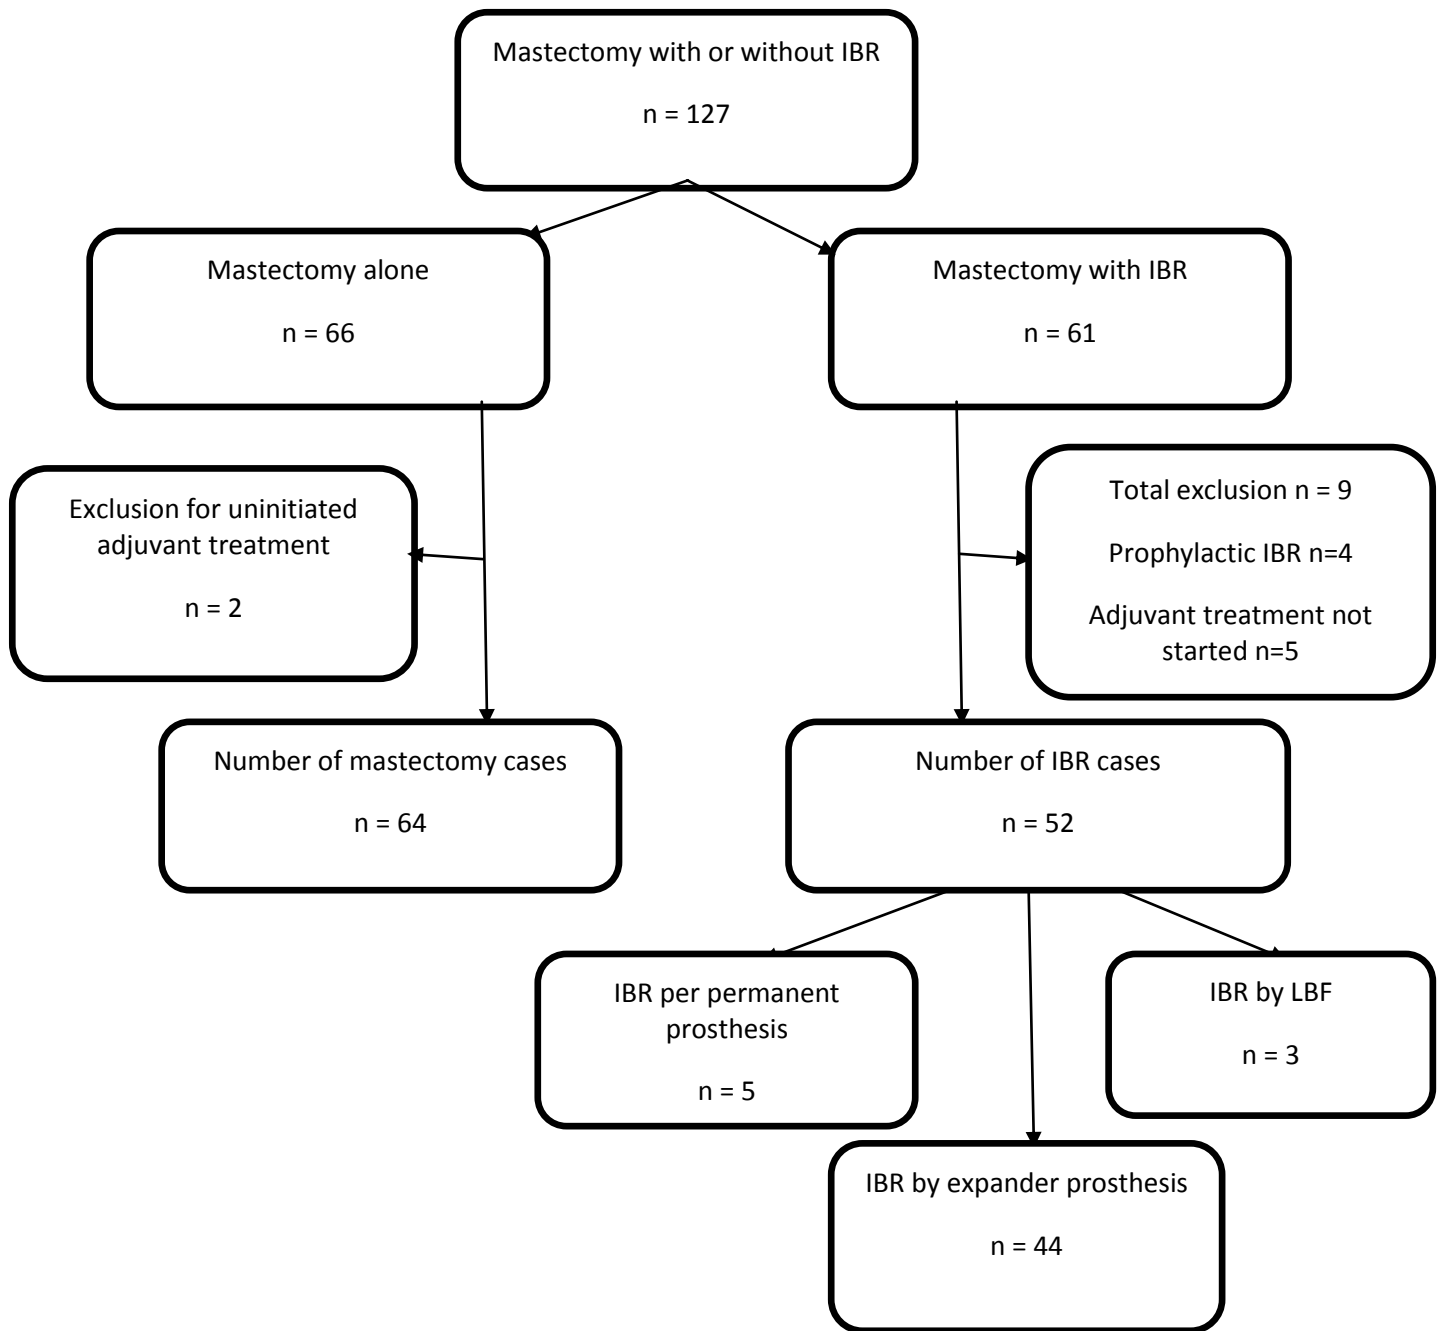 Mastectomy with or without IBR
n = 127
Mastectomy alone
n = 66
Mastectomy with IBR
n = 61
Exclusion for uninitiated
adjuvant treatment
n = 2
Total exclusion n = 9
Prophylactic IBR n=4
Adjuvant treatment not
started n=5
Number of mastectomy cases
n = 64
Number of IBR cases
n = 52
IBR per permanent
prosthesis
n = 5
IBR by LBF
n = 3
IBR by expander prosthesis
n = 44